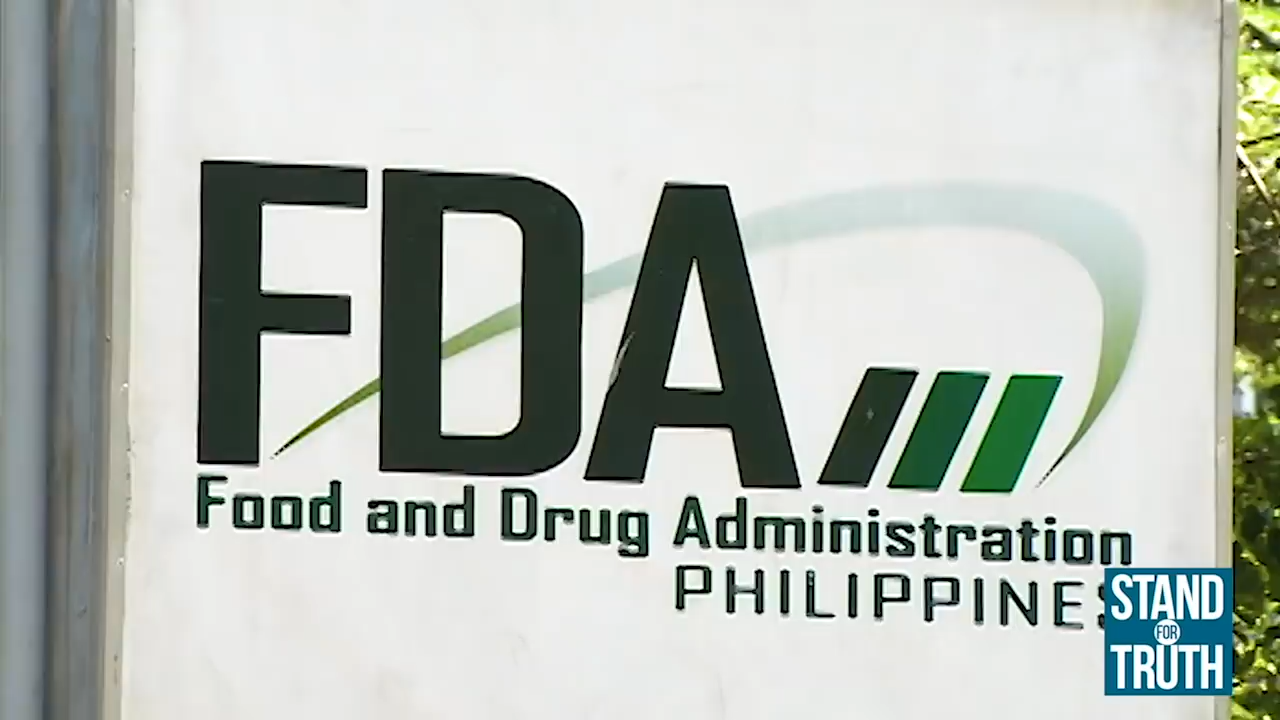 FDA
Food and Drug Administration
PHILIPPINES
STAND
FOR
TRUTH